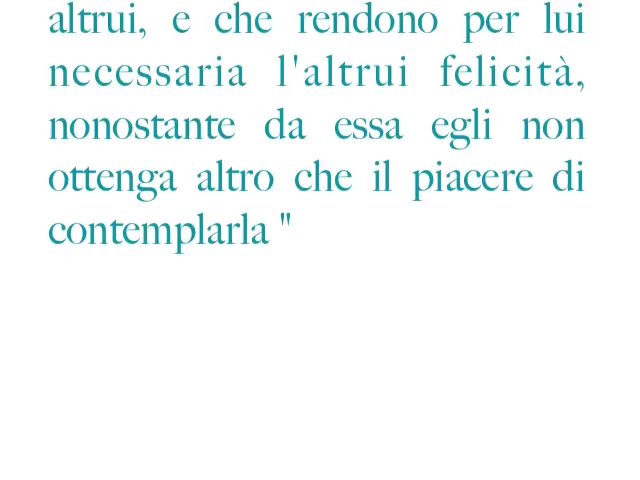 altrui, e che rendono per lui
necessaria l'altrui felicità,
nonostante da essa egli non
ottenga altro che il piacere di
contemplarla "